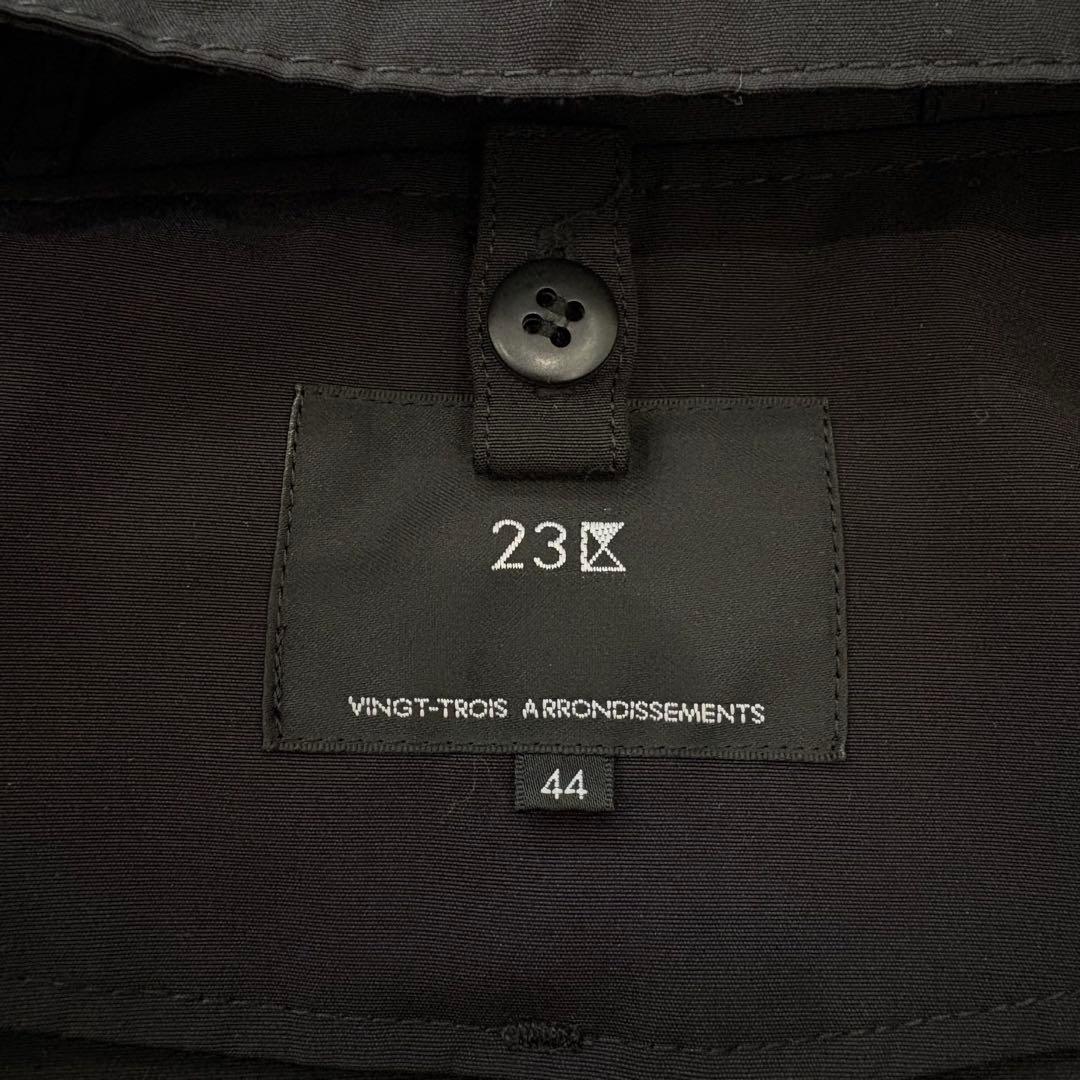 23区
VINGT-TROIS ARRONDISSEMENTS
44